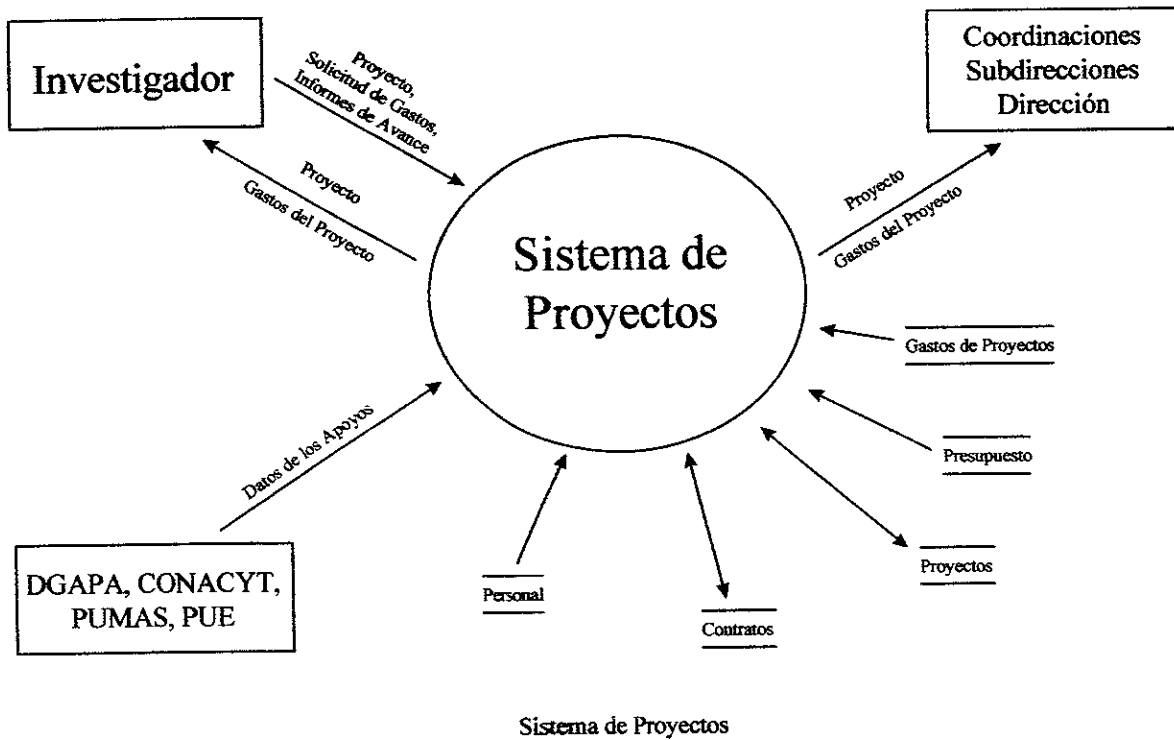 Investigador
Coordinaciones
Subdirecciones
Dirección
Proyecto,
Solicitud de Gastos,
Informes de Avance
Proyecto
Gastos del Proyecto
Proyecto
Gastos del Proyecto
Sistema de
Proyectos
Gastos de Proyectos
Datos de los Apoyos
Presupuesto
DGAPA, CONACYT,
PUMAS, PUE
Personal
Contratos
Proyectos
Sistema de Proyectos